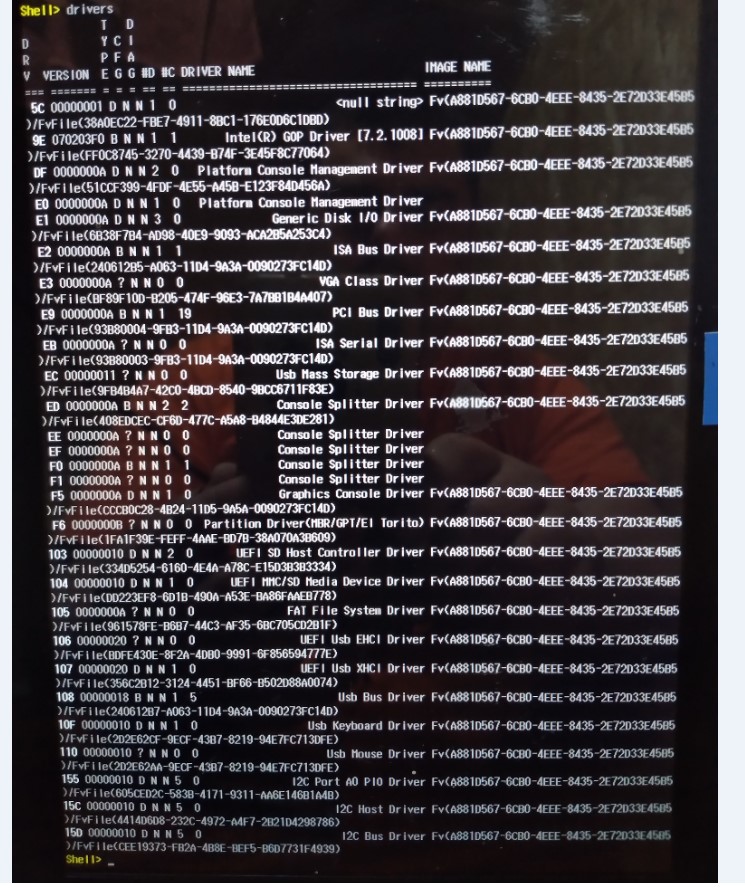 Shell> drivers
T D
D Y C I
R P F A
V VERSION E G G #D #C DRIVER NAME IMAGE NAME
=== ======== = = = == == =================================== ==========
5C 00000001 D N N 1 0 <null string> Fv(A881D567-6CB0-4EEE-8435-2E72D33E45B5
)/FvFile(38A0EC22-FBE7-4911-8BC1-176E0D6C1DBD)
9E 070203F0 B N N 1 1 Intel(R) GOP Driver [7.2.1008] Fv(A881D567-6CB0-4EEE-8435-2E72D33E45B5
)/FvFile(FF0C8745-3270-4439-B74F-3E45F8C77064)
DF 0000000A D N N 2 0 Platform Console Management Driver Fv(A881D567-6CB0-4EEE-8435-2E72D33E45B5
)/FvFile(51CCF399-4FDF-4E55-A45B-E123F84D456A)
E0 0000000A D N N 1 0 Platform Console Management Driver
E1 0000000A D N N 3 0 Generic Disk I/O Driver Fv(A881D567-6CB0-4EEE-8435-2E72D33E45B5
)/FvFile(6B38F7B4-AD98-40E9-9093-ACA2B5A253C4)
E2 0000000A B N N 1 1 ISA Bus Driver Fv(A881D567-6CB0-4EEE-8435-2E72D33E45B5
)/FvFile(240612B5-A063-11D4-9A3A-0090273FC14D)
E3 0000000A ? N N 0 0 VGA Class Driver Fv(A881D567-6CB0-4EEE-8435-2E72D33E45B5
)/FvFile(BF89F10D-B205-474F-96E3-7A7BB1B4A407)
E9 0000000A B N N 1 19 PCI Bus Driver Fv(A881D567-6CB0-4EEE-8435-2E72D33E45B5
)/FvFile(93B80004-9FB3-11D4-9A3A-0090273FC14D)
EB 0000000A ? N N 0 0 ISA Serial Driver Fv(A881D567-6CB0-4EEE-8435-2E72D33E45B5
)/FvFile(93B80003-9FB3-11D4-9A3A-0090273FC14D)
EC 00000011 ? N N 0 0 Usb Mass Storage Driver Fv(A881D567-6CB0-4EEE-8435-2E72D33E45B5
)/FvFile(9FB4B4A7-42C0-4BCD-8540-9BCC6711F83E)
ED 0000000A B N N 2 2 Console Splitter Driver Fv(A881D567-6CB0-4EEE-8435-2E72D33E45B5
)/FvFile(408EDCEC-CF6D-477C-A5A8-B4844E3DE281)
EE 0000000A ? N N 0 0 Console Splitter Driver
EF 0000000A ? N N 0 0 Console Splitter Driver
F0 0000000A B N N 1 1 Console Splitter Driver
F1 0000000A ? N N 0 0 Console Splitter Driver
F5 0000000A D N N 1 0 Graphics Console Driver Fv(A881D567-6CB0-4EEE-8435-2E72D33E45B5
)/FvFile(CCCB0C28-4B24-11D5-9A5A-0090273FC14D)
F6 0000000B ? N N 0 0 Partition Driver(MBR/GPT/El Torito) Fv(A881D567-6CB0-4EEE-8435-2E72D33E45B5
)/FvFile(1FA1F39E-FEFF-4AAE-BD7B-38A070A3B609)
103 00000010 D N N 2 0 UEFI SD Host Controller Driver Fv(A881D567-6CB0-4EEE-8435-2E72D33E45B5
)/FvFile(334D5254-6160-4E4A-A78C-E15D3B3B3334)
104 00000010 D N N 1 0 UEFI MMC/SD Media Device Driver Fv(A881D567-6CB0-4EEE-8435-2E72D33E45B5
)/FvFile(DD223EF8-6D1B-490A-A53E-BA86FAAEB778)
105 0000000A ? N N 0 0 FAT File System Driver Fv(A881D567-6CB0-4EEE-8435-2E72D33E45B5
)/FvFile(961578FE-B6B7-44C3-AF35-6BC705CD2B1F)
106 00000020 ? N N 0 0 UEFI Usb EHCI Driver Fv(A881D567-6CB0-4EEE-8435-2E72D33E45B5
)/FvFile(BDFE430E-8F2A-4DB0-9991-6F856594777E)
107 00000020 D N N 1 0 UEFI Usb XHCI Driver Fv(A881D567-6CB0-4EEE-8435-2E72D33E45B5
)/FvFile(356C2B12-3124-4451-BF66-B502D88A0074)
108 00000018 B N N 1 5 Usb Bus Driver Fv(A881D567-6CB0-4EEE-8435-2E72D33E45B5
)/FvFile(240612B7-A063-11D4-9A3A-0090273FC14D)
10F 00000010 D N N 1 0 Usb Keyboard Driver Fv(A881D567-6CB0-4EEE-8435-2E72D33E45B5
)/FvFile(2D2E62CF-9ECF-43B7-8219-94E7FC713DFE)
110 00000010 ? N N 0 0 Usb Mouse Driver Fv(A881D567-6CB0-4EEE-8435-2E72D33E45B5
)/FvFile(2D2E62AA-9ECF-43B7-8219-94E7FC713DFE)
155 00000010 D N N 5 0 I2C Port A0 PIO Driver Fv(A881D567-6CB0-4EEE-8435-2E72D33E45B5
)/FvFile(605CED2C-583B-4171-9311-AA6E146B1A4B)
15C 00000010 D N N 5 0 I2C Host Driver Fv(A881D567-6CB0-4EEE-8435-2E72D33E45B5
)/FvFile(4414D6D8-232C-4972-A4F7-2B21D4298786)
15D 00000010 D N N 5 0 I2C Bus Driver Fv(A881D567-6CB0-4EEE-8435-2E72D33E45B5
)/FvFile(CEE19373-FB2A-4B8E-BEF5-B6D7731F4939)
Shell> _